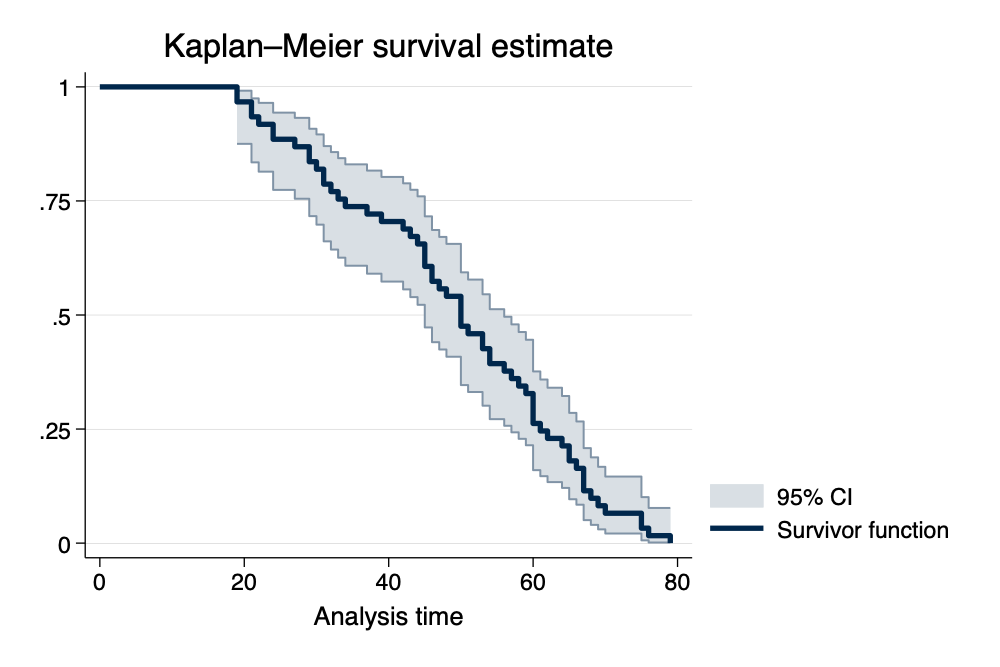 Kaplan–Meier survival estimate
1
.75
.5
.25
0
0 20 40 60 80
Analysis time
95% CI
Survivor function